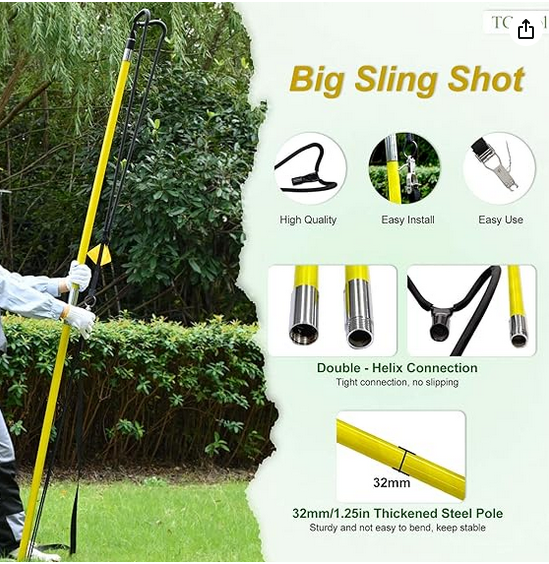 Big Sling Shot
High Quality
Easy Install
Easy Use
Double - Helix Connection
Tight connection, no slipping
32mm
32mm/1.25in Thickened Steel Pole
Sturdy and not easy to bend, keep stable